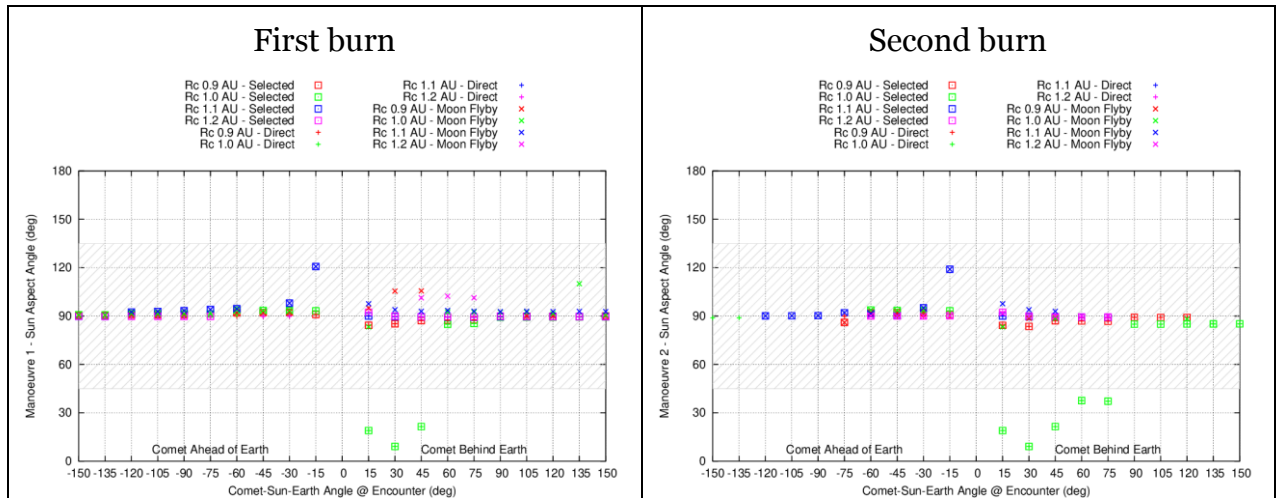 First burn
Rc 0.9 AU - Selected
Rc 1.0 AU - Selected
Rc 1.1 AU - Selected
Rc 1.2 AU - Selected
Rc 0.9 AU - Direct
Rc 1.0 AU - Direct
Rc 1.1 AU - Direct
Rc 1.2 AU - Direct
Rc 0.9 AU - Moon Flyby
Rc 1.0 AU - Moon Flyby
Rc 1.1 AU - Moon Flyby
Rc 1.2 AU - Moon Flyby
Manoeuvre 1 - Sun Aspect Angle (deg)
180
150
120
90
60
30
0
Comet Ahead of Earth
Comet Behind Earth
-150 -135 -120 -105 -90 -75 -60 -45 -30 -15 0 15 30 45 60 75 90 105 120 135 150
Comet-Sun-Earth Angle @ Encounter (deg)
Second burn
Rc 0.9 AU - Selected
Rc 1.0 AU - Selected
Rc 1.1 AU - Selected
Rc 1.2 AU - Selected
Rc 0.9 AU - Direct
Rc 1.0 AU - Direct
Rc 1.1 AU - Direct
Rc 1.2 AU - Direct
Rc 0.9 AU - Moon Flyby
Rc 1.0 AU - Moon Flyby
Rc 1.1 AU - Moon Flyby
Rc 1.2 AU - Moon Flyby
Manoeuvre 2 - Sun Aspect Angle (deg)
180
150
120
90
60
30
0
Comet Ahead of Earth
Comet Behind Earth
-150 -135 -120 -105 -90 -75 -60 -45 -30 -15 0 15 30 45 60 75 90 105 120 135 150
Comet-Sun-Earth Angle @ Encounter (deg)